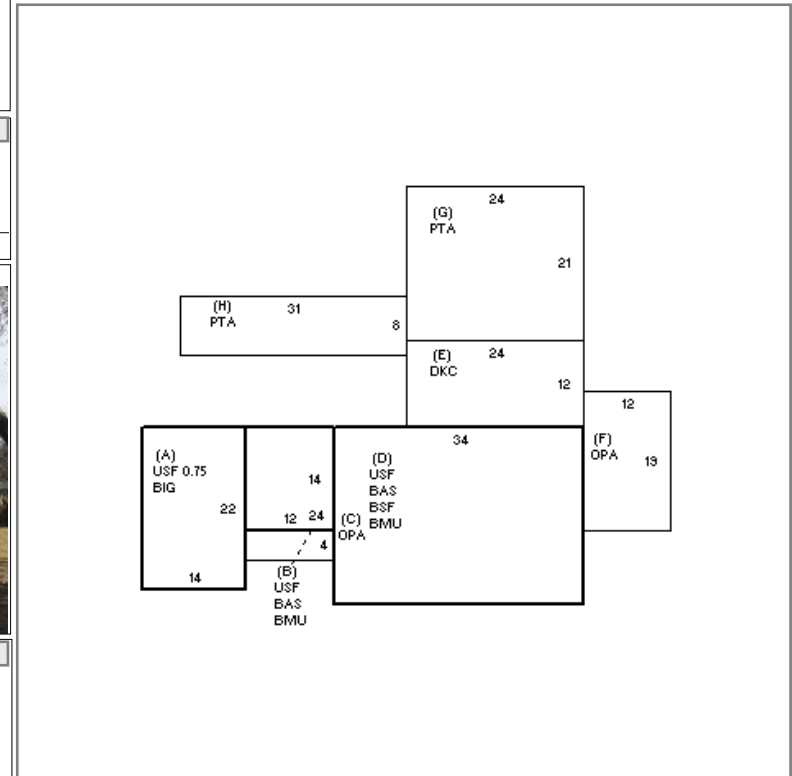 24
(G)
PTA
21
(H)
PTA
31
8
(E)
DKC
24
12
12
(F)
OPA
19
34
(A)
USF 0.75
BIG
22
14
14
12 24
(C)
OPA
4
(D)
USF
BAS
BSF
BMU
(B)
USF
BAS
BMU